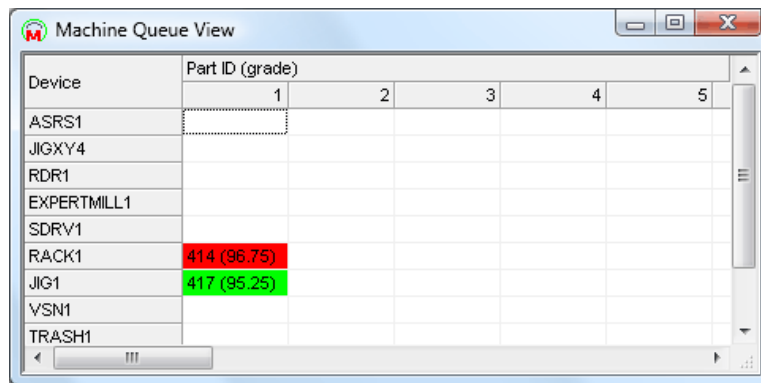 Machine Queue View
Device Part ID (grade)
1 2 3 4 5
ASRS1
JIGXY4
RDR1
EXPERTMILL1
SDRV1
RACK1 414 (96.75)
JIG1 417 (95.25)
VSN1
TRASH1